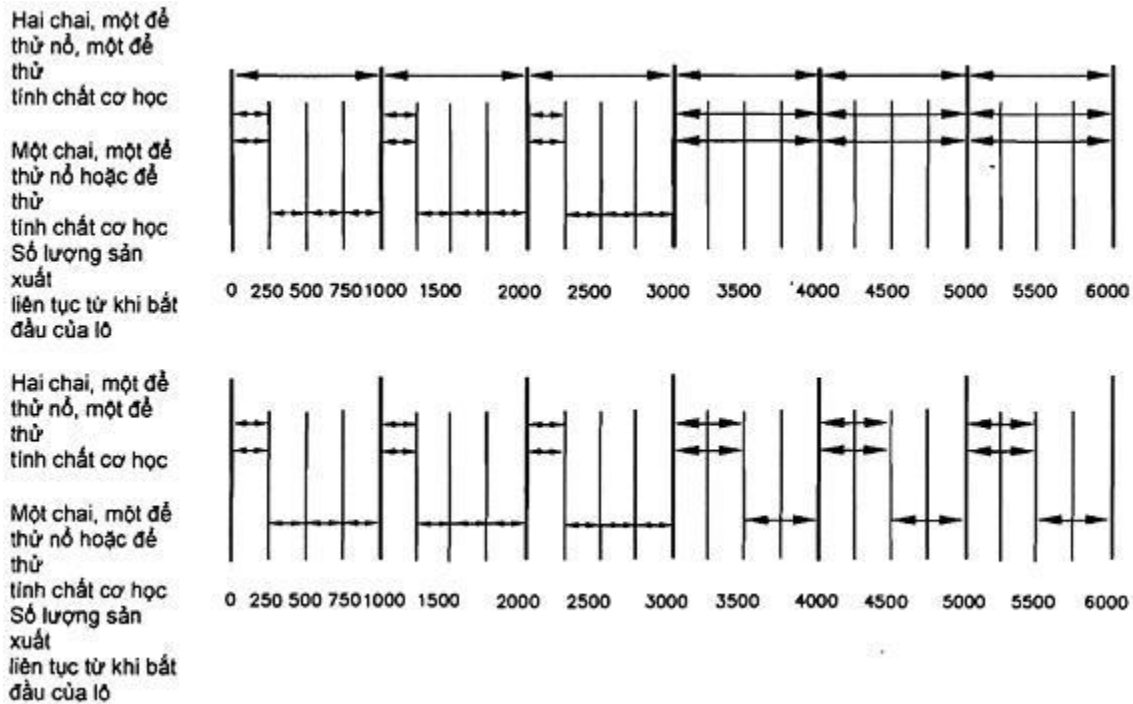 Hai chai, một để
thử nổ, một để
thử
tính chất cơ học
Một chai, một để
thử nổ hoặc để
thử
tính chất cơ học
Số lượng sản
xuất
liên tục từ khi bắt
đầu của lô
0 250 500 750 1000 1500 2000 2500 3000 3500 4000 4500 5000 5500 6000
Hai chai, một để
thử nổ, một để
thử
tính chất cơ học
Một chai, một để
thử nổ hoặc để
thử
tính chất cơ học
Số lượng sản
xuất
liên tục từ khi bắt
đầu của lô
0 250 500 750 1000 1500 2000 2500 3000 3500 4000 4500 5000 5500 6000